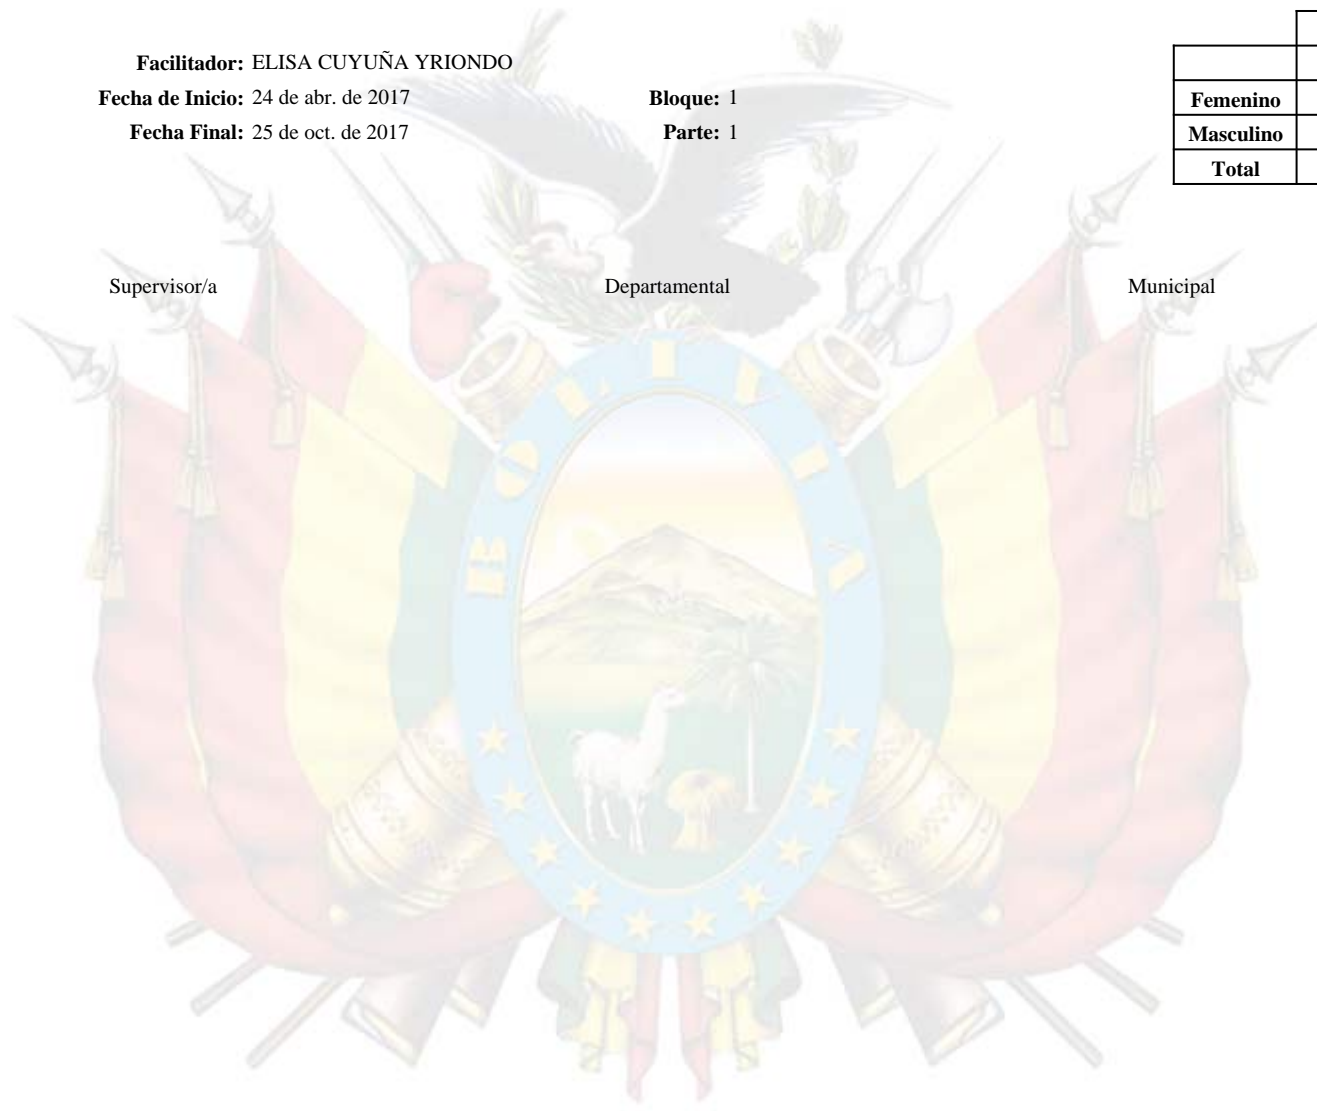 Facilitador: ELISA CUYUÑA YRIONDO
Fecha de Inicio: 24 de abr. de 2017 Bloque: 1
Fecha Final: 25 de oct. de 2017 Parte: 1
Femenino
Masculino
Total
Supervisor/a Departamental Municipal
BOLIVIA